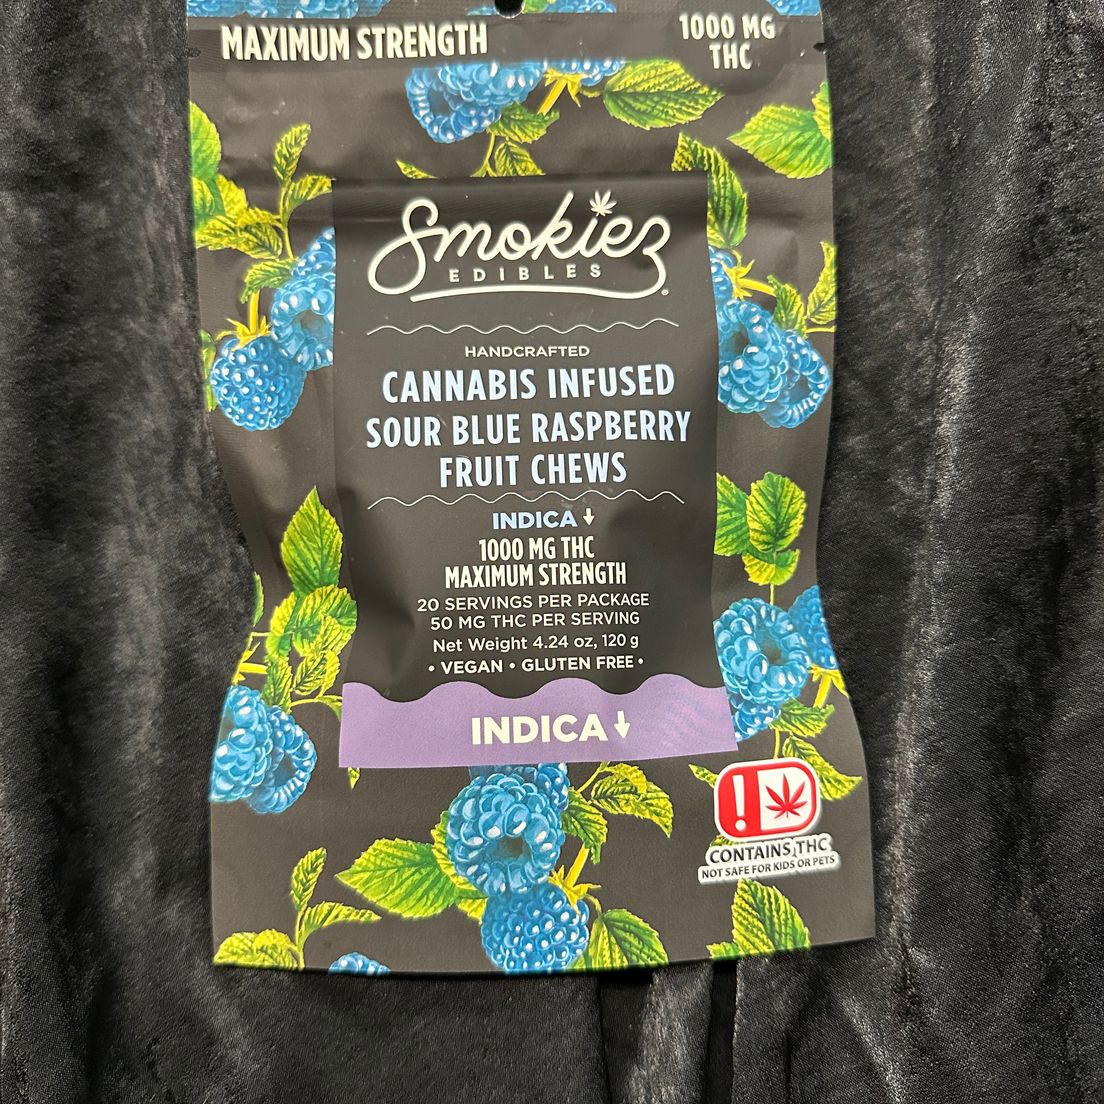 MAXIMUM STRENGTH
1000 MG
THC
Smokiez
EDIBLES
®
HANDCRAFTED
CANNABIS INFUSED
SOUR BLUE RASPBERRY
FRUIT CHEWS
INDICA ↓
1000 MG THC
MAXIMUM STRENGTH
20 SERVINGS PER PACKAGE
50 MG THC PER SERVING
Net Weight 4.24 oz, 120 g
• VEGAN • GLUTEN FREE •
INDICA ↓
!
CONTAINS THC
NOT SAFE FOR KIDS OR PETS